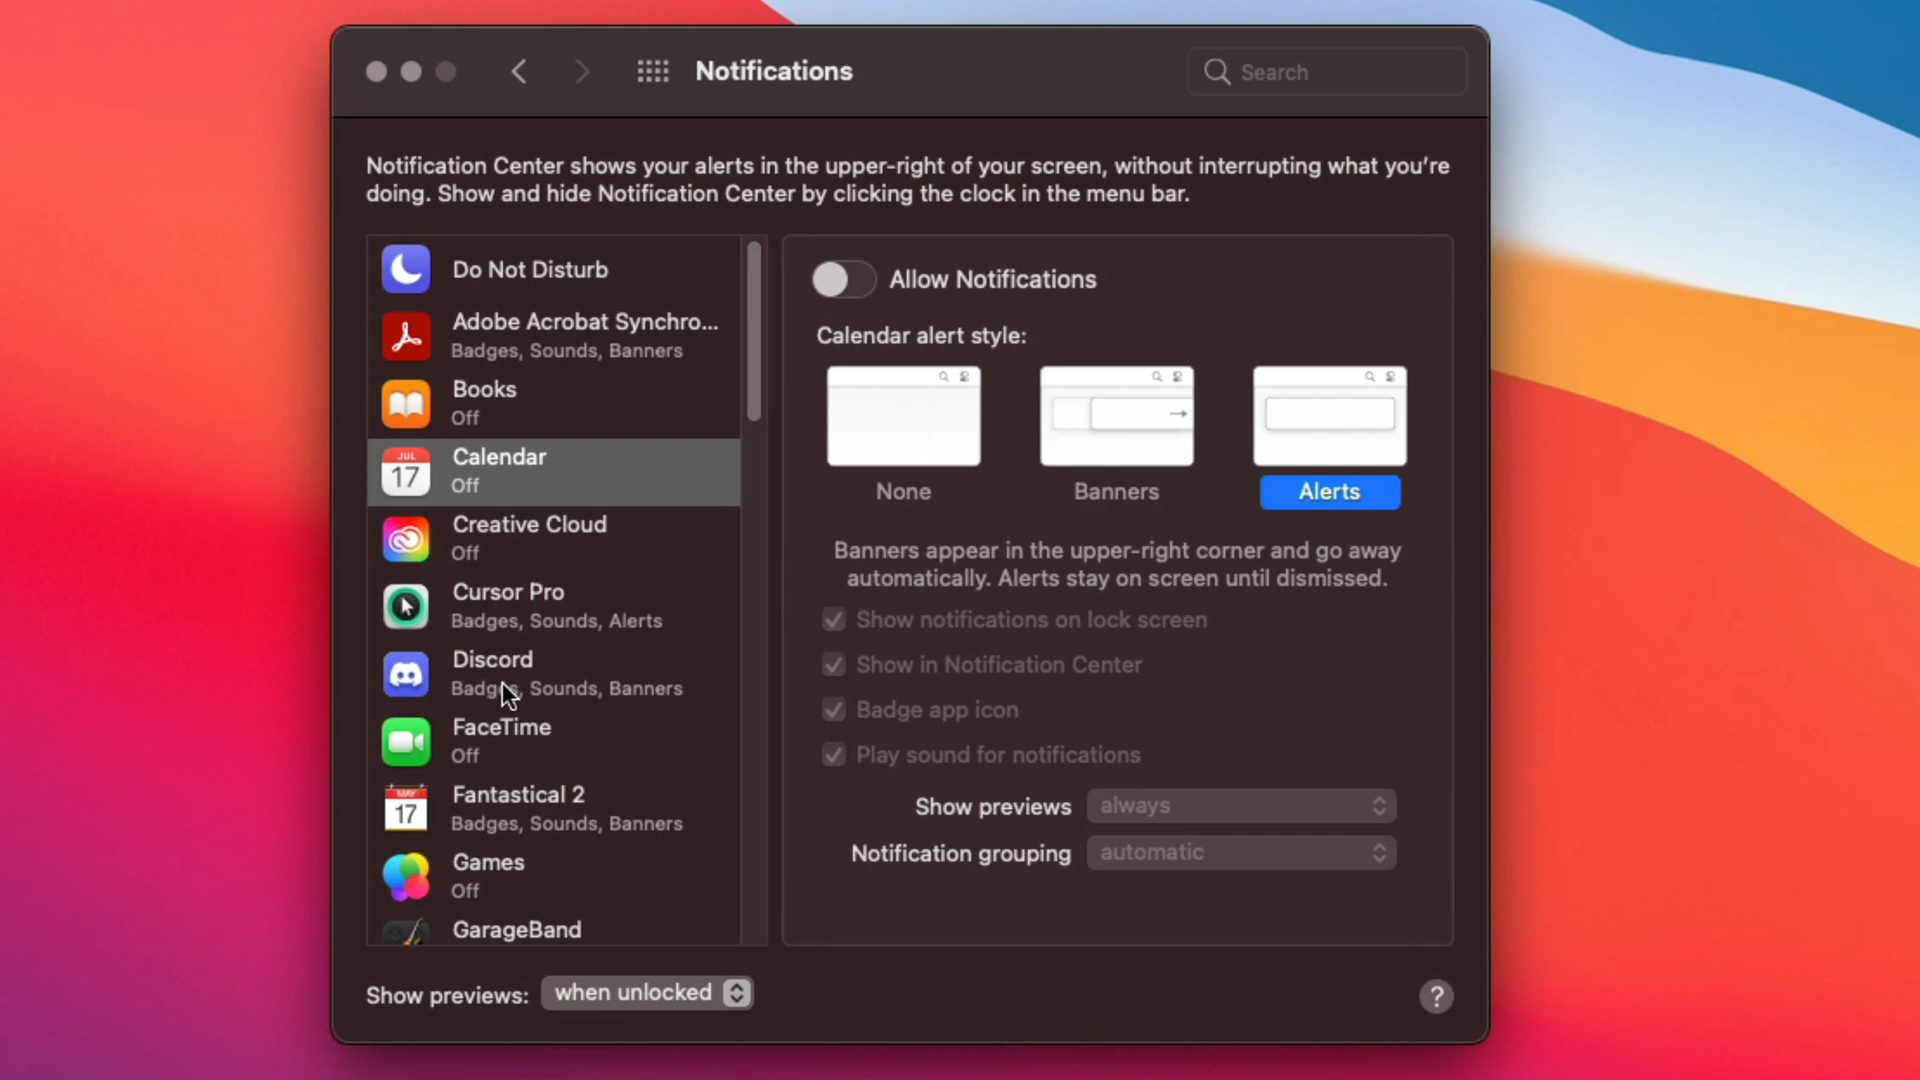 Notifications
Search
Notification Center shows your alerts in the upper-right of your screen, without interrupting what you're
doing. Show and hide Notification Center by clicking the clock in the menu bar.
Do Not Disturb
Adobe Acrobat Synchro...
Badges, Sounds, Banners
Books
Off
JUL
17
Calendar
Off
Creative Cloud
Off
Cursor Pro
Badges, Sounds, Alerts
Discord
Badges, Sounds, Banners
FaceTime
Off
MAY
17
Fantastical 2
Badges, Sounds, Banners
Games
Off
GarageBand
Allow Notifications
Calendar alert style:
None
Banners
Alerts
Banners appear in the upper-right corner and go away
automatically. Alerts stay on screen until dismissed.
Show notifications on lock screen
Show in Notification Center
Badge app icon
Play sound for notifications
Show previews always
Notification grouping automatic
Show previews: when unlocked
?